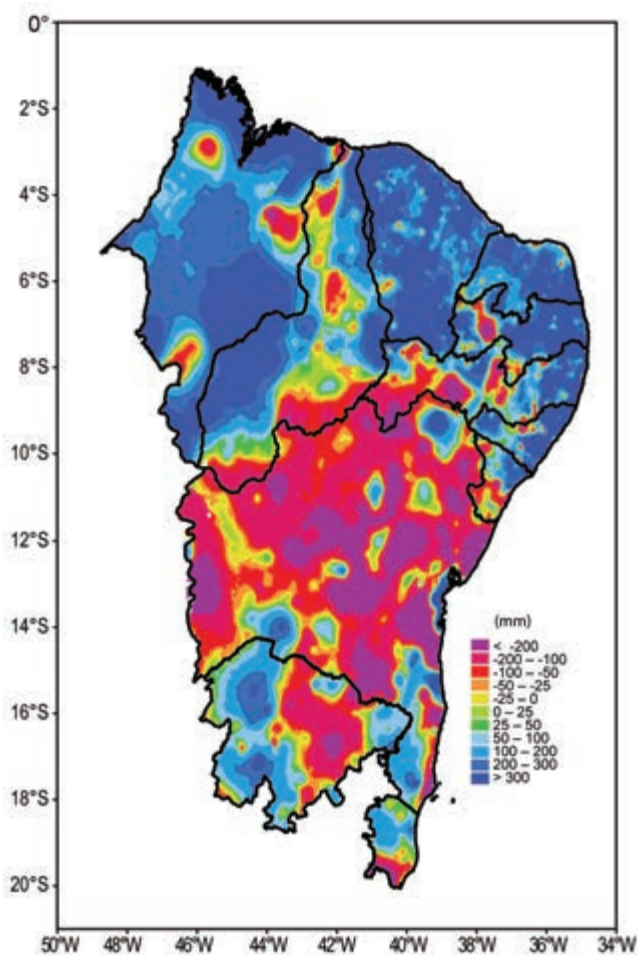 0°
2°S
4°S
6°S
8°S
10°S
12°S
14°S
16°S
18°S
20°S
(mm)
< -200
-200 – -100
-100 – -50
-50 – -25
-25 – 0
0 – 25
25 – 50
50 – 100
100 – 200
200 – 300
> 300
50°W 48°W 46°W 44°W 42°W 40°W 38°W 36°W 34°W